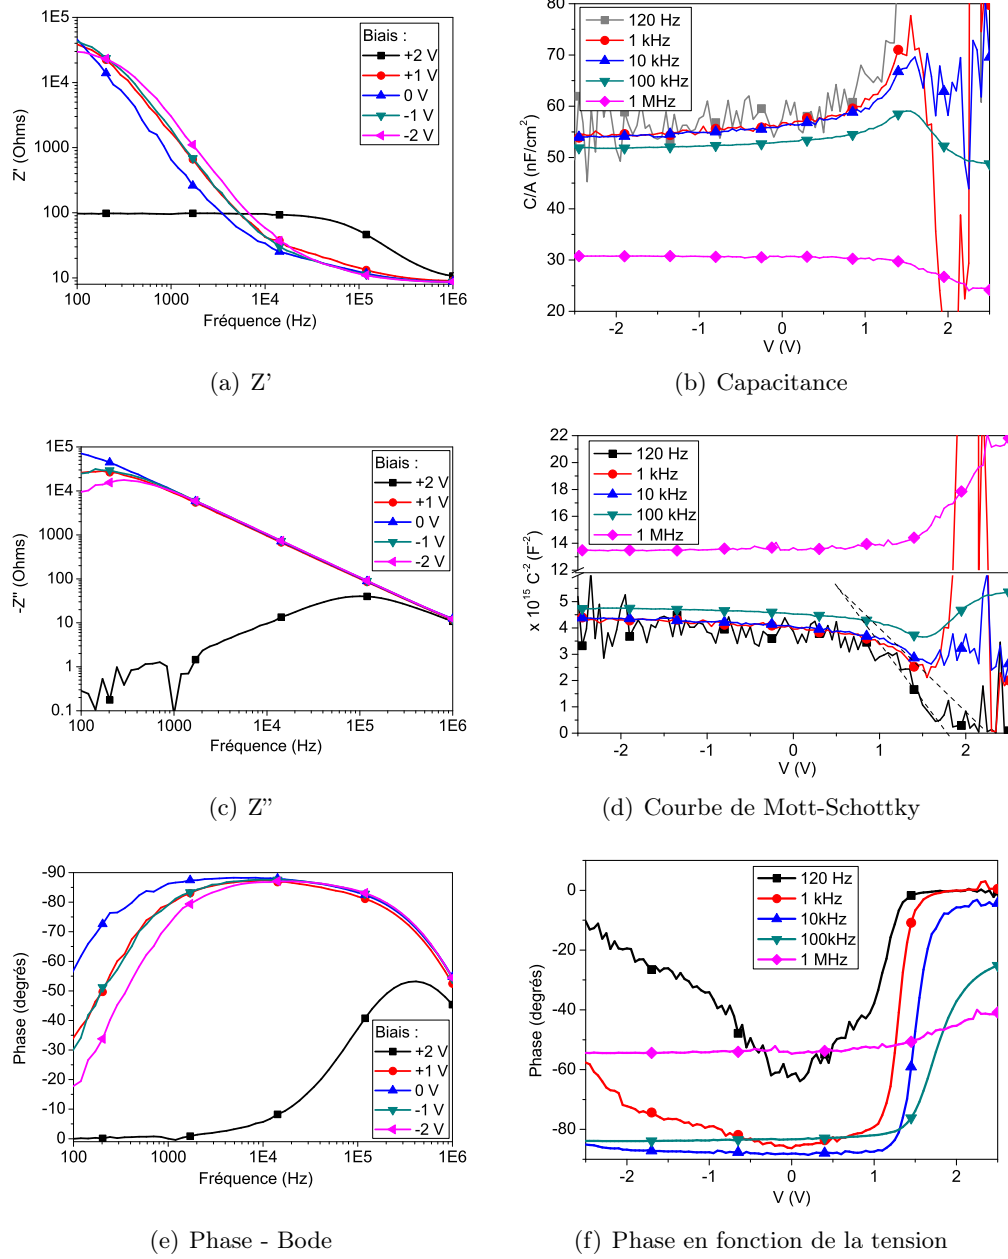 1E5
1E4
1000
100
10
Z' (Ohms)
Biais :
+2 V
+1 V
0 V
-1 V
-2 V
100 1000 1E4 1E5 1E6
Fréquence (Hz)
(a) Z'
80
70
60
50
40
30
20
C/A (nF/cm²)
120 Hz
1 kHz
10 kHz
100 kHz
1 MHz
-2 -1 0 1 2
V (V)
(b) Capacitance
1E5
1E4
1000
100
10
1
0.1
-Z" (Ohms)
Biais :
+2 V
+1 V
0 V
-1 V
-2 V
100 1000 1E4 1E5 1E6
Fréquence (Hz)
(c) Z”
22
20
18
16
14
12
5
4
3
2
1
0
x 10¹⁵ C⁻² (F⁻²)
120 Hz
1 kHz
10 kHz
100 kHz
1 MHz
-2 -1 0 1 2
V (V)
(d) Courbe de Mott-Schottky
-90
-80
-70
-60
-50
-40
-30
-20
-10
0
Phase (degrés)
Biais :
+2 V
+1 V
0 V
-1 V
-2 V
100 1000 1E4 1E5 1E6
Fréquence (Hz)
(e) Phase - Bode
0
-20
-40
-60
-80
Phase (degrés)
120 Hz
1 kHz
10kHz
100kHz
1 MHz
-2 -1 0 1 2
V (V)
(f) Phase en fonction de la tension